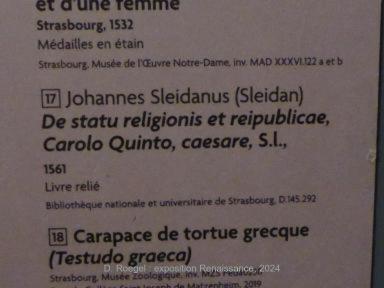 et d'une femme
Strasbourg, 1532
Médailles en étain
Strasbourg, Musée de l'Œuvre Notre-Dame, inv. MAD XXXVI.122 a et b
17 Johannes Sleidanus (Sleidan)
De statu religionis et reipublicae,
Carolo Quinto, caesare, S.l.,
1561
Livre relié
Bibliothèque nationale et universitaire de Strasbourg, D.145.292
18 Carapace de tortue grecque
(Testudo graeca)
Strasbourg, Musée zoologique, inv.
D. Roegel : exposition Renaissance, 2024
Joseph de Matzenheim, 2019